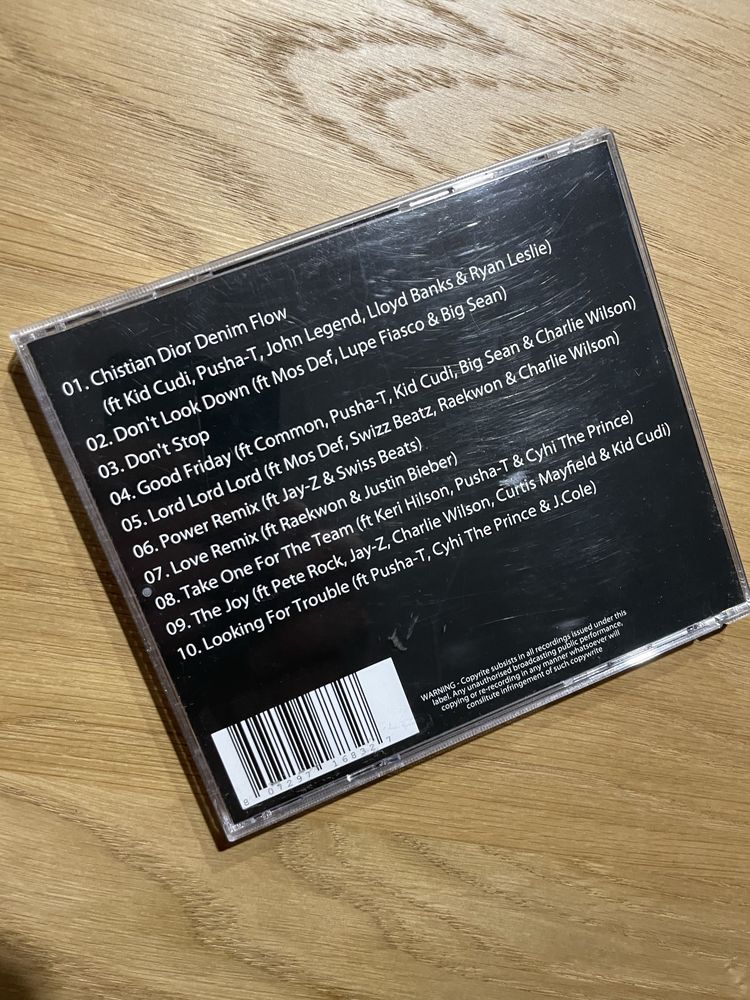 01. Chistian Dior Denim Flow
(ft Kid Cudi, Pusha-T, John Legend, Lloyd Banks & Ryan Leslie)
02. Don't Look Down (ft Mos Def, Lupe Fiasco & Big Sean)
03. Don't Stop
04. Good Friday (ft Common, Pusha-T, Kid Cudi, Big Sean & Charlie Wilson)
05. Lord Lord Lord (ft Mos Def, Swizz Beatz, Raekwon & Charlie Wilson)
06. Power Remix (ft Jay-Z & Swiss Beats)
07. Love Remix (ft Raekwon & Justin Bieber)
08. Take One For The Team (ft Keri Hilson, Pusha-T & Cyhi The Prince)
09. The Joy (ft Pete Rock, Jay-Z, Charlie Wilson, Curtis Mayfield & Kid Cudi)
10. Looking For Trouble (ft Pusha-T, Cyhi The Prince & J.Cole)
WARNING - Copyrite subsists in all recordings issued under this
label. Any unauthorised broadcasting public performance,
copying or re-recording in any manner whatsoever will
constitute infringement of such copywrite
8 07297 16832 7